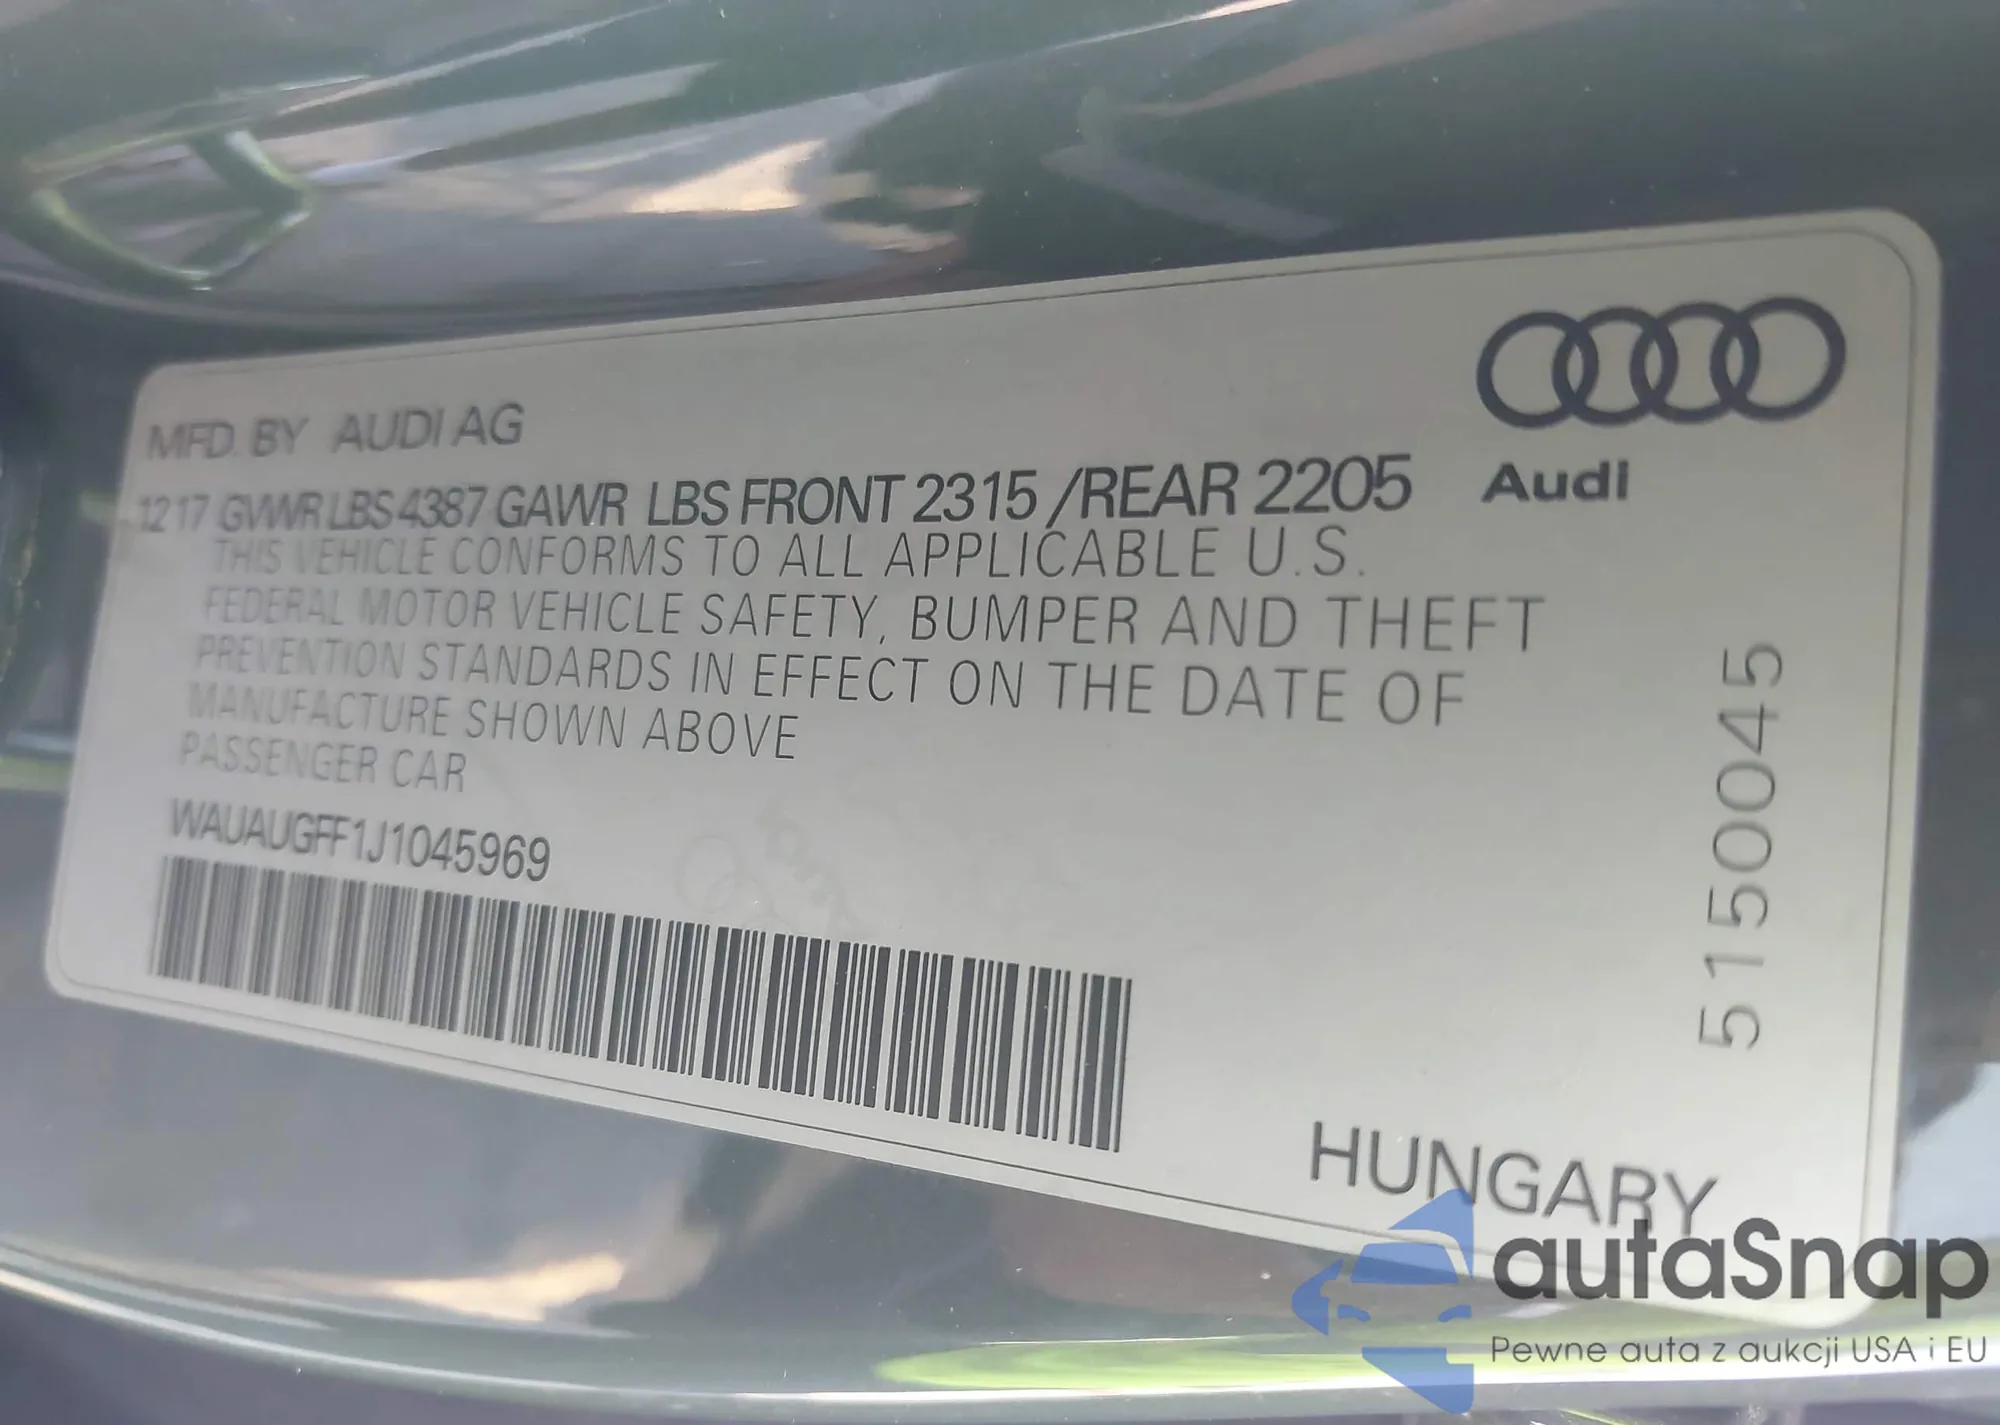 MFD. BY AUDI AG
12 17 GVWR LBS 4387 GAWR LBS FRONT 2315 /REAR 2205
Audi
THIS VEHICLE CONFORMS TO ALL APPLICABLE U.S.
FEDERAL MOTOR VEHICLE SAFETY, BUMPER AND THEFT
PREVENTION STANDARDS IN EFFECT ON THE DATE OF
MANUFACTURE SHOWN ABOVE
PASSENGER CAR
WAUAUGFF1J1045969
5150045
HUNGARY
autaSnap
Pewne auta z aukcji USA i EU